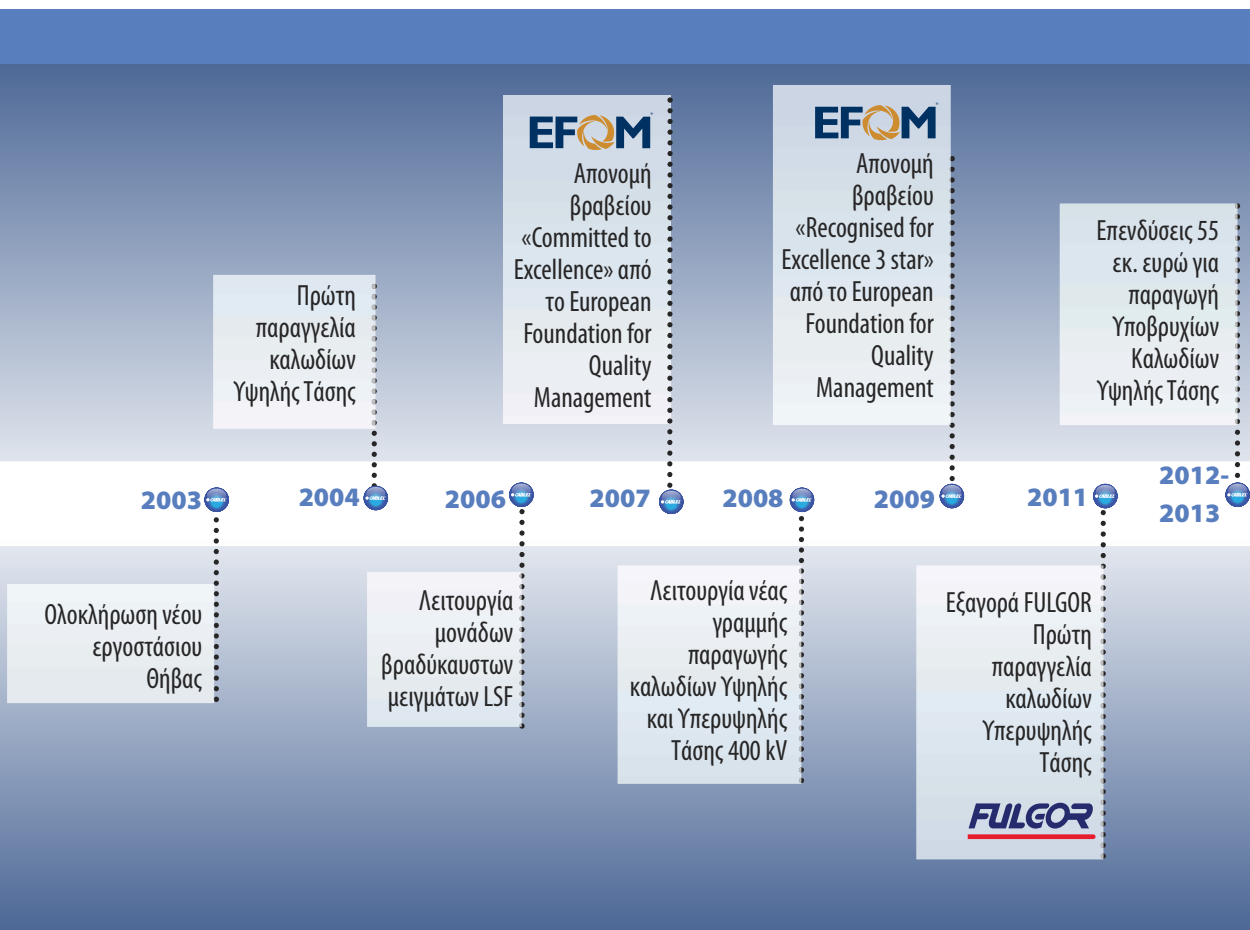 EFQM
Απονομή
βραβείου
«Committed to
Excellence» από
το European
Foundation for
Quality
Management
EFQM
Απονομή
βραβείου
«Recognised for
Excellence 3 star»
από το European
Foundation for
Quality
Management
Επενδύσεις 55
εκ. ευρώ για
παραγωγή
Υποβρυχίων
Καλωδίων
Υψηλής Τάσης
Πρώτη
παραγγελία
καλωδίων
Υψηλής Τάσης
2003
2004
2006
2007
2008
2009
2011
2012-
2013
Ολοκλήρωση νέου
εργοστάσιου
Θήβας
Λειτουργία
μονάδων
βραδύκαυστων
μειγμάτων LSF
Λειτουργία νέας
γραμμής
παραγωγής
καλωδίων Υψηλής
και Υπερυψηλής
Τάσης 400 kV
Εξαγορά FULGOR
Πρώτη
παραγγελία
καλωδίων
Υπερυψηλής
Τάσης
FULGOR